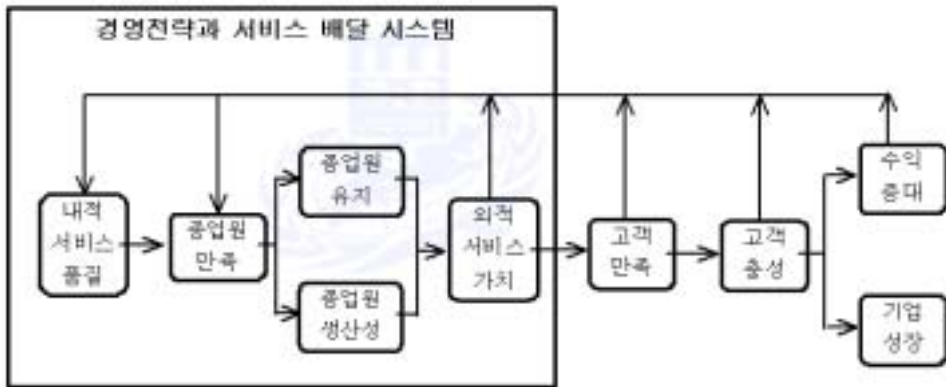 경영전략과 서비스 배달 시스템
내적
서비스
품질
종업원
만족
종업원
유지
종업원
생산성
외적
서비스
가치
고객
만족
고객
충성
수익
증대
기업
성장